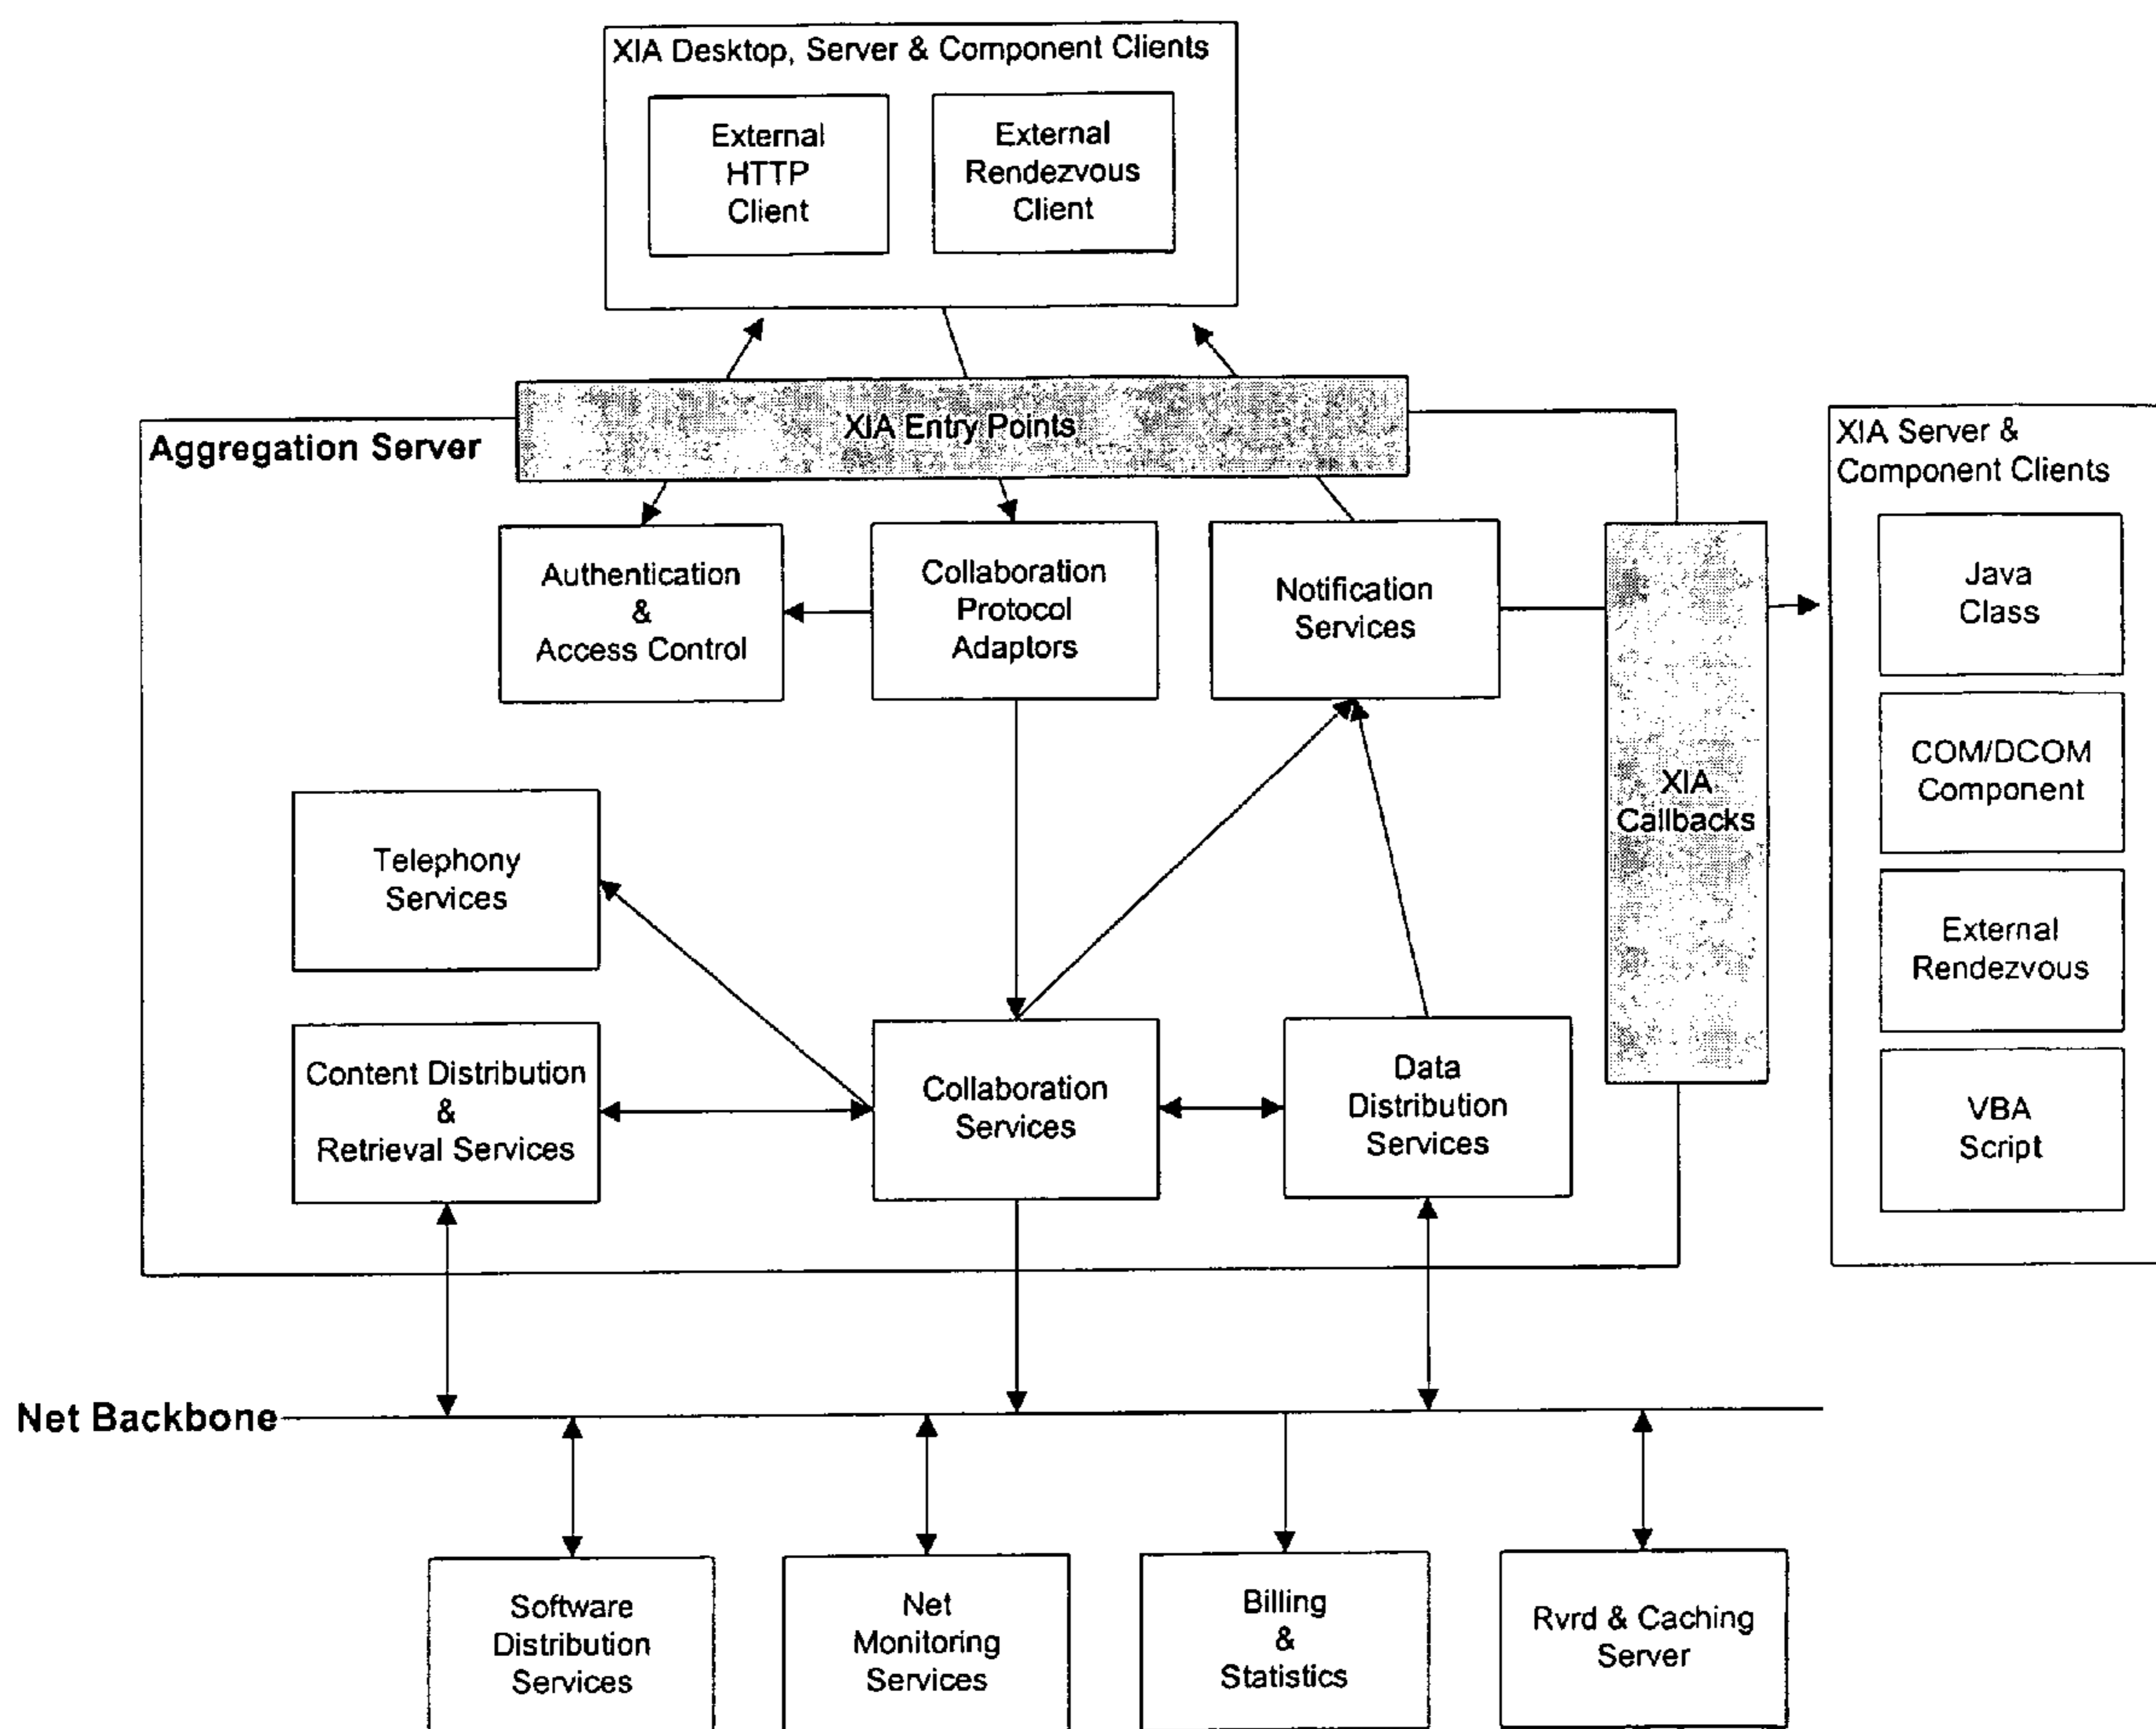 XIA Desktop, Server & Component Clients
External
HTTP
Client
External
Rendezvous
Client
XIA Entry Points
Aggregation Server
XIA Server &
Component Clients
Authentication
&
Access Control
Collaboration
Protocol
Adaptors
Notification
Services
Java
Class
COM/DCOM
Component
XIA
Callbacks
Telephony
Services
External
Rendezvous
Content Distribution
&
Retrieval Services
Collaboration
Services
Data
Distribution
Services
VBA
Script
Net Backbone
Software
Distribution
Services
Net
Monitoring
Services
Billing
&
Statistics
Rvrd & Caching
Server